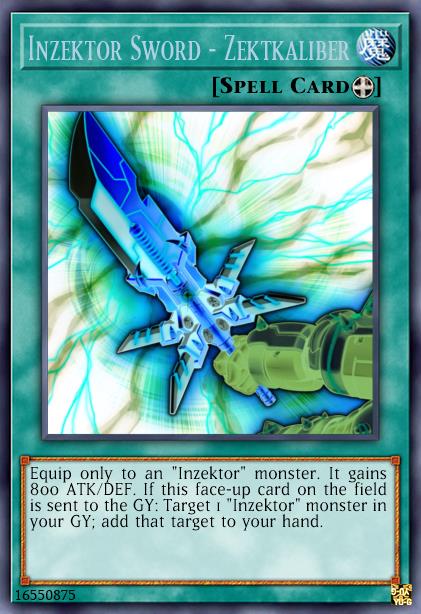 Inzektor Sword - Zektkaliber
魔
[Spell Card]
Equip only to an "Inzektor" monster. It gains
800 ATK/DEF. If this face-up card on the field
is sent to the GY: Target 1 "Inzektor" monster in
your GY; add that target to your hand.
16550875